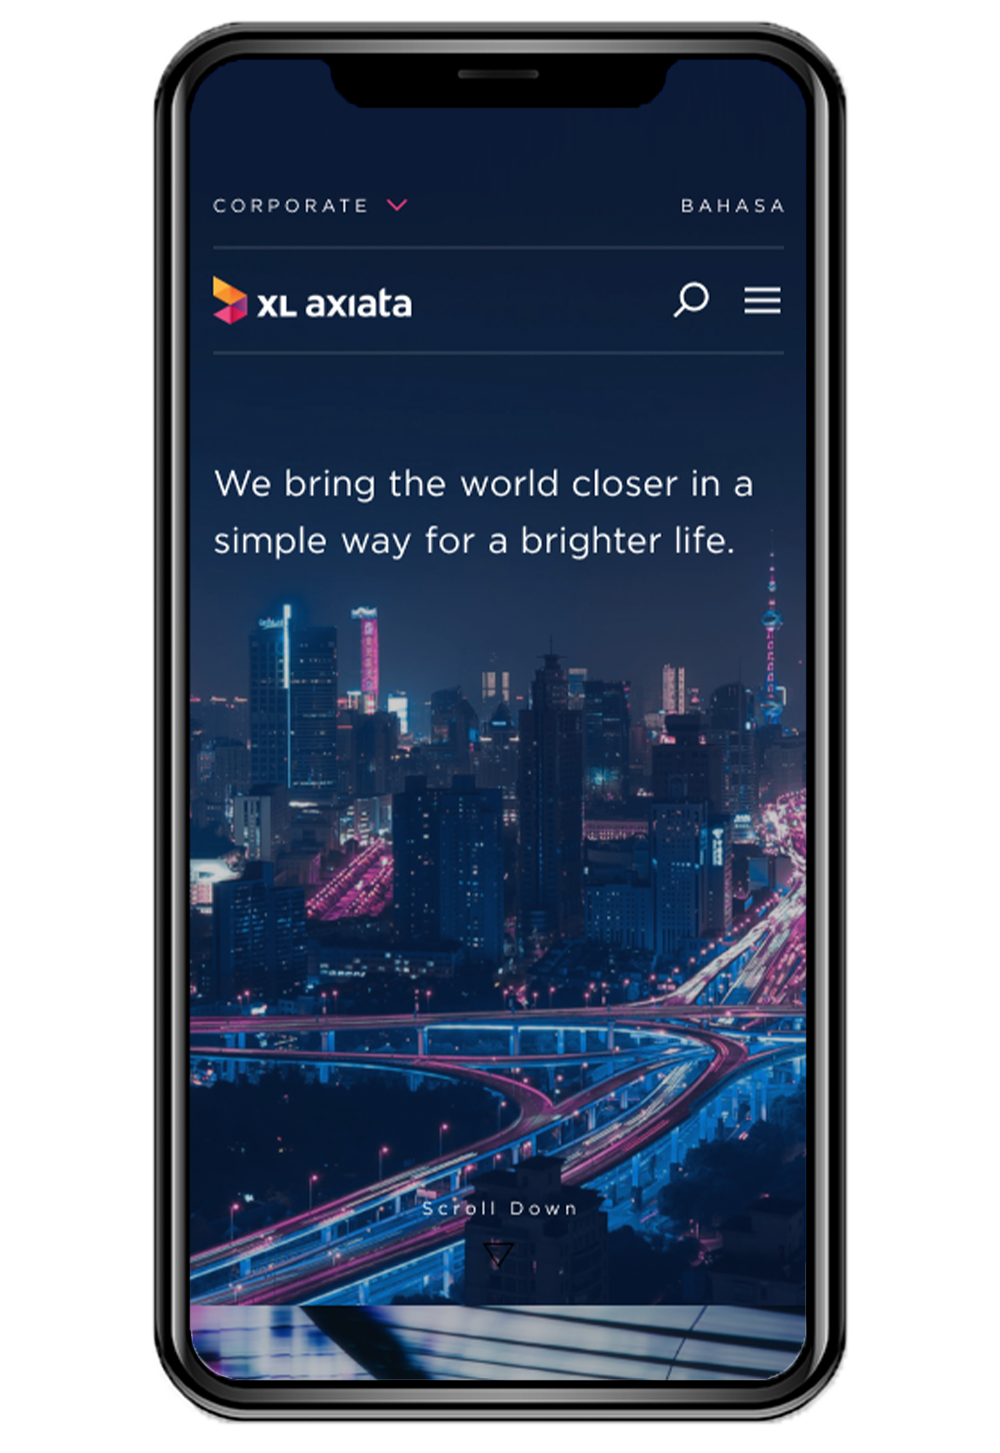 CORPORATE
BAHASA
XL axiata
We bring the world closer in a
simple way for a brighter life.
Scroll Down